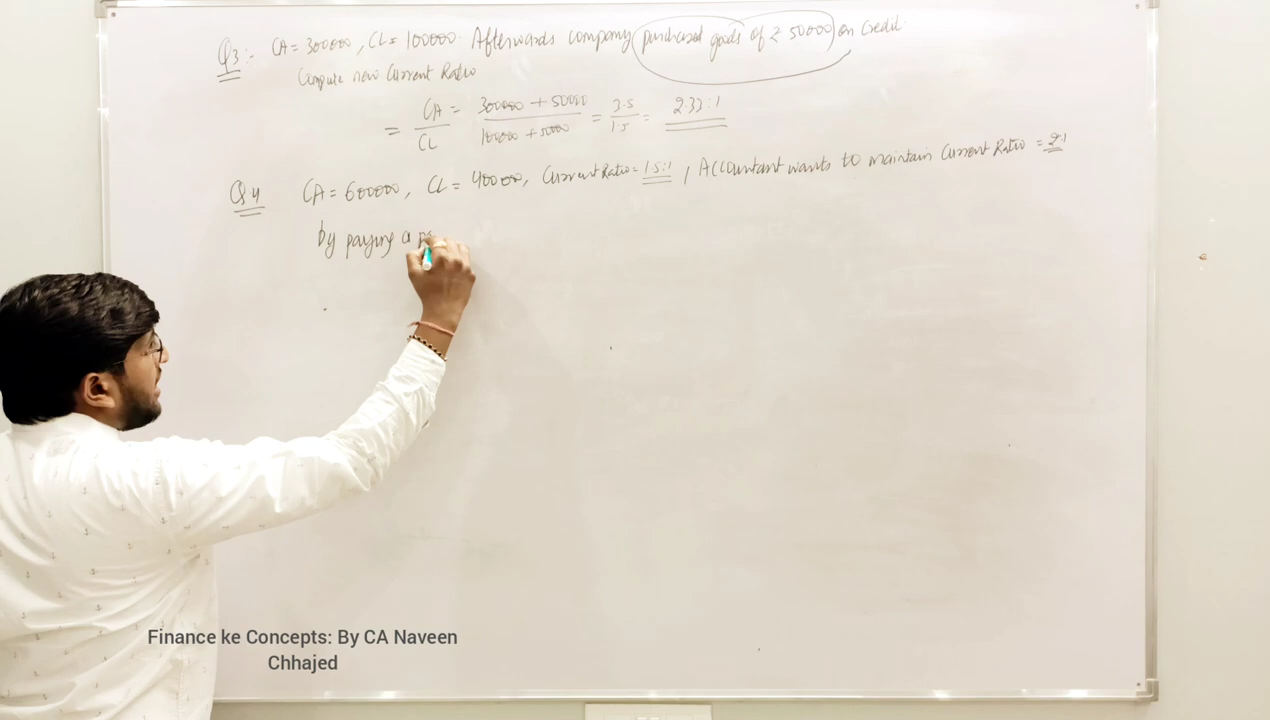 Q3:- CA = 300000, CL = 100000. Afterwards company purchased goods of ₹ 50000 on Credit.
Compute new Current Ratio
= CA/CL = 300000 + 50000 / 100000 + 50000 = 3.5/1.5 = 2.33:1
Q.4 CA = 600000, CL = 400000, Current Ratio = 1.5:1, Accountant wants to maintain Current Ratio = 2:1
by paying a
Finance ke Concepts: By CA Naveen
Chhajed